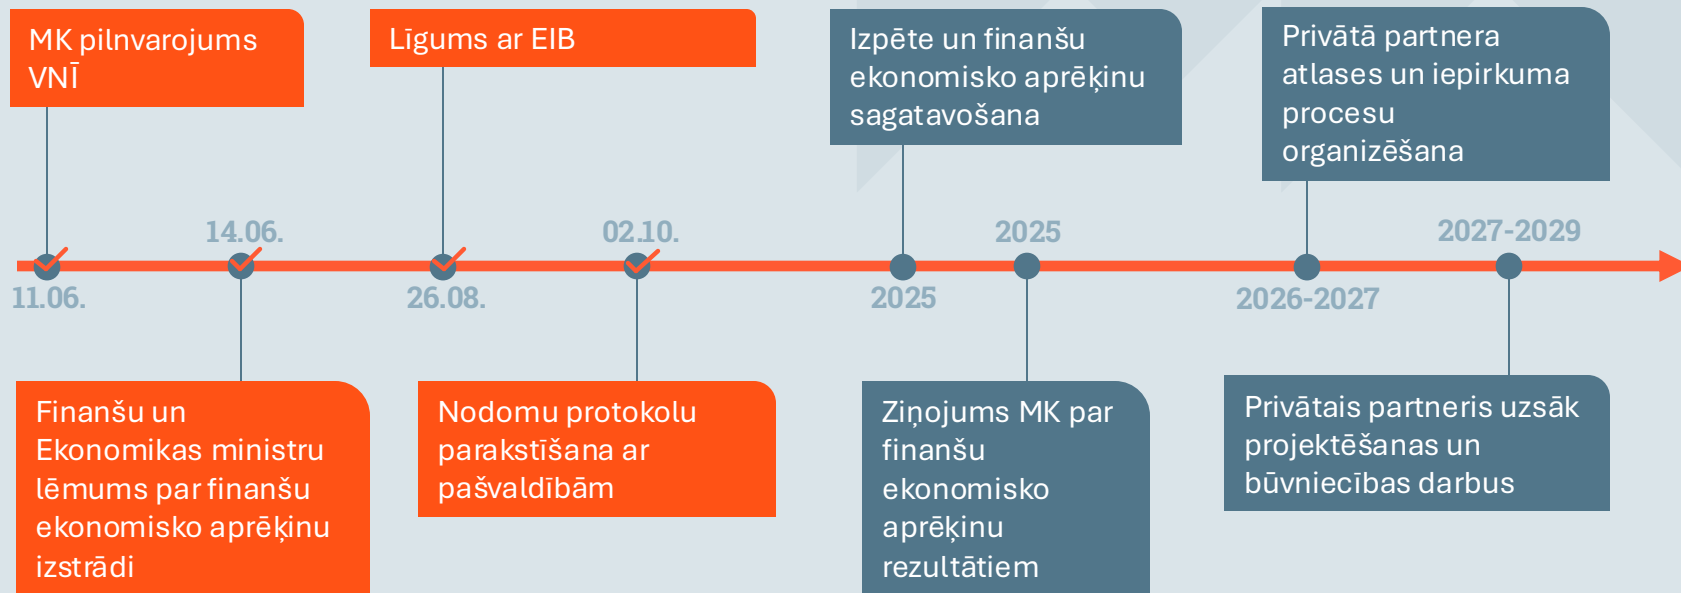 MK pilnvarojums
VNĪ
Līgums ar EIB
Izpēte un finanšu
ekonomisko aprēķinu
sagatavošana
Privātā partnera
atlases un iepirkuma
procesu
organizēšana
14.06.
02.10.
2025
2027-2029
11.06.
26.08.
2025
2026-2027
Finanšu un
Ekonomikas ministru
lēmums par finanšu
ekonomisko aprēķinu
izstrādi
Nodomu protokolu
parakstīšana ar
pašvaldībām
Ziņojums MK par
finanšu
ekonomisko
aprēķinu
rezultātiem
Privātais partneris uzsāk
projektēšanas un
būvniecības darbus